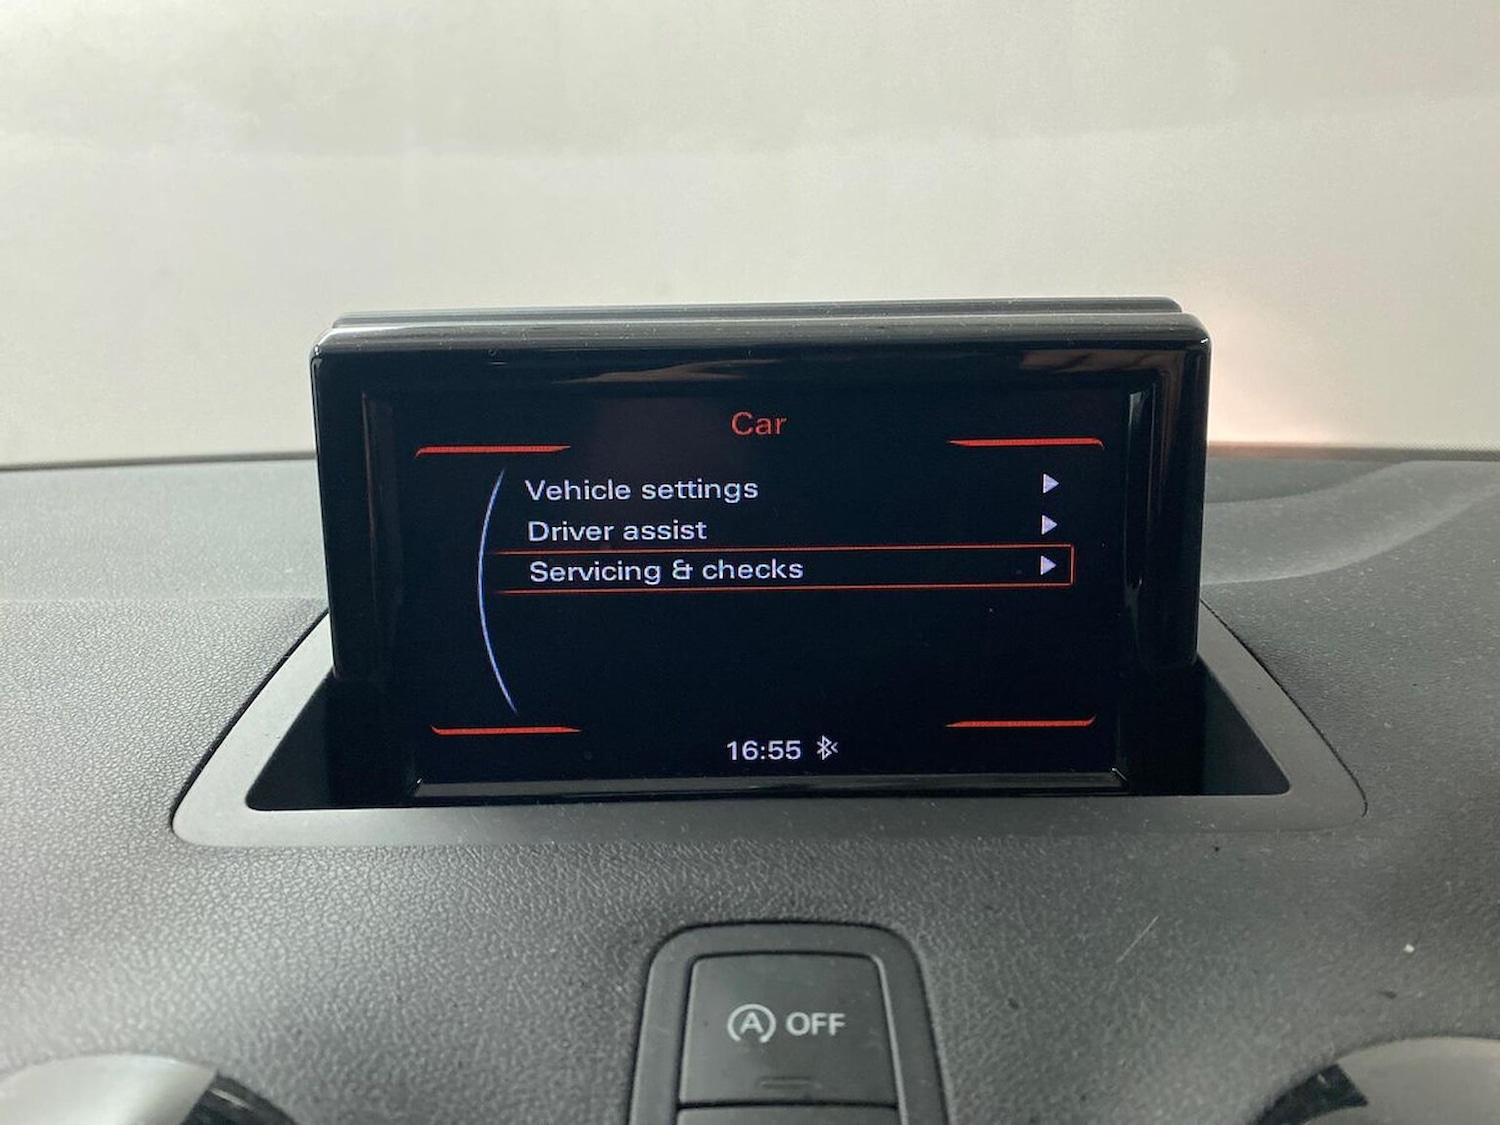 Car
Vehicle settings
Driver assist
Servicing & checks
16:55
A OFF